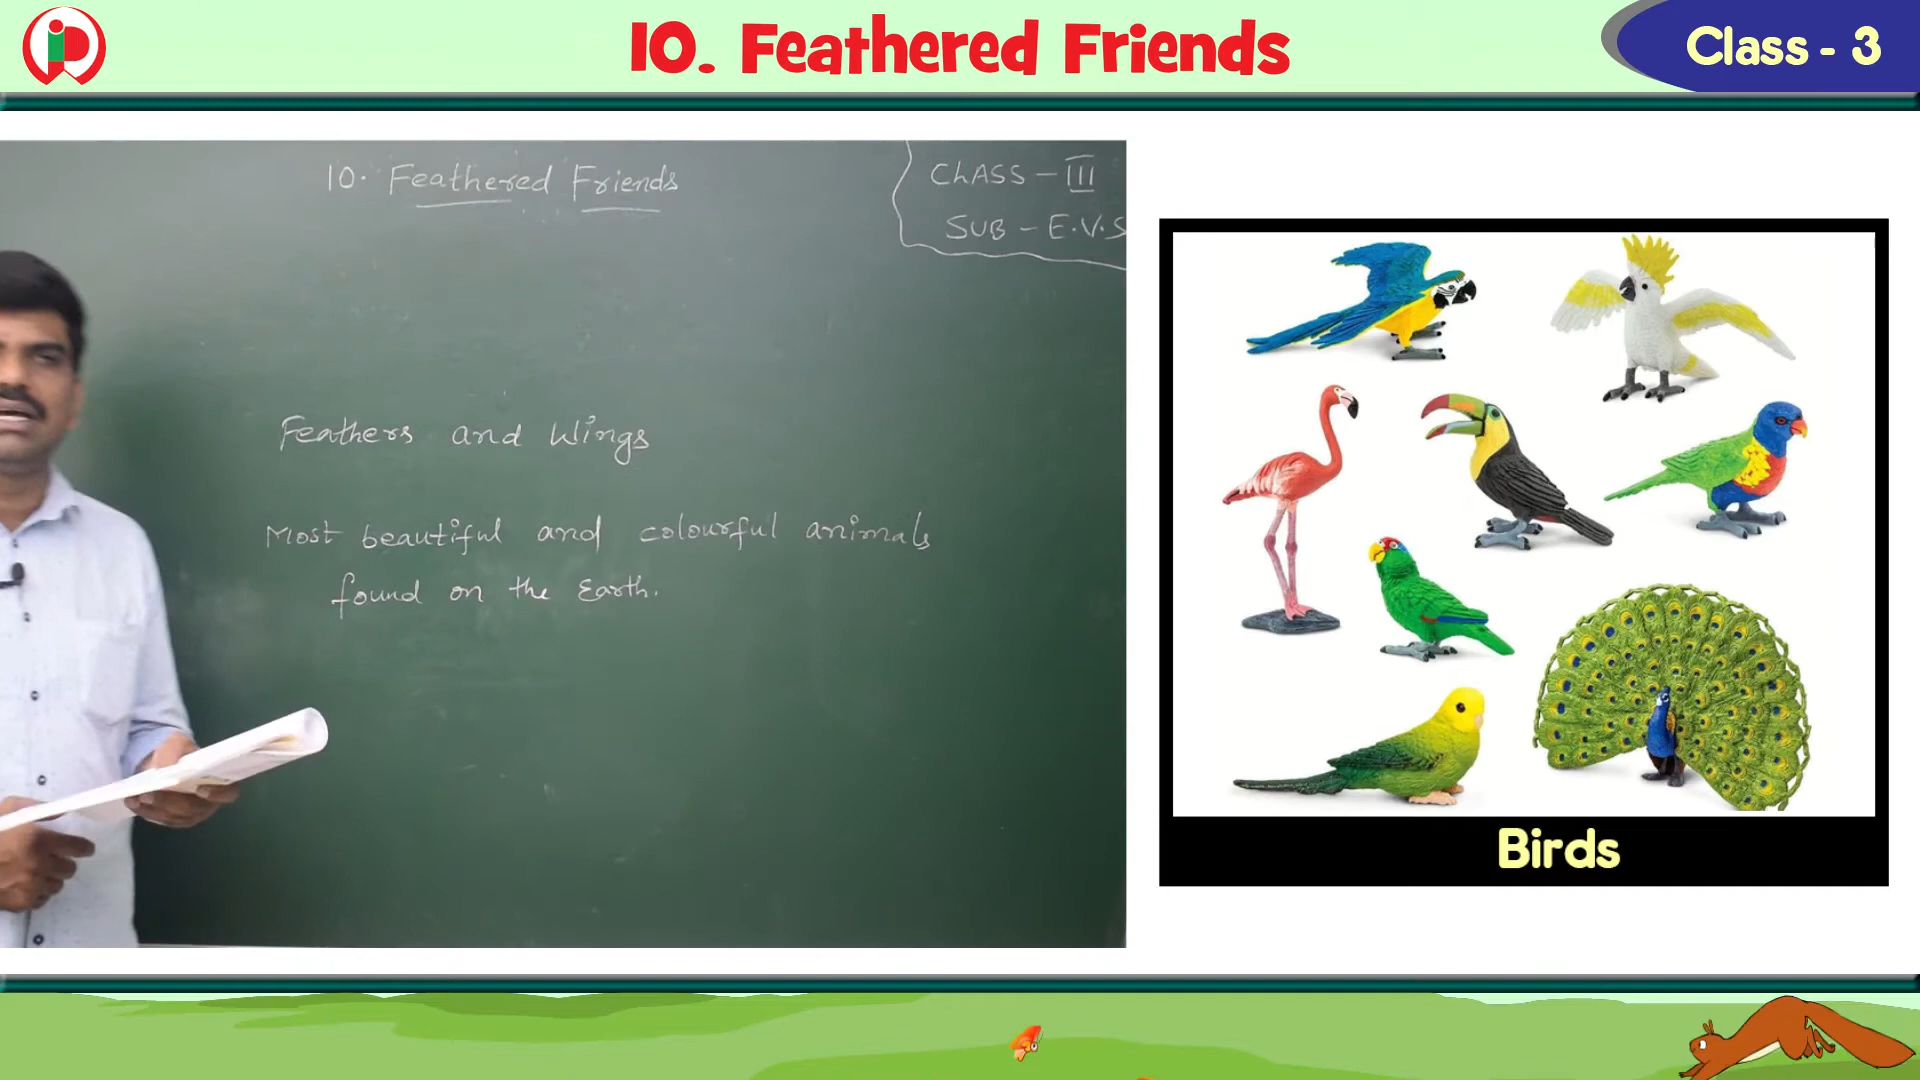 10. Feathered Friends
Class - 3
10. Feathered Friends
CLASS - III
SUB - E.V.S
Feathers and Wings
Most beautiful and colourful animals
found on the Earth.
Birds